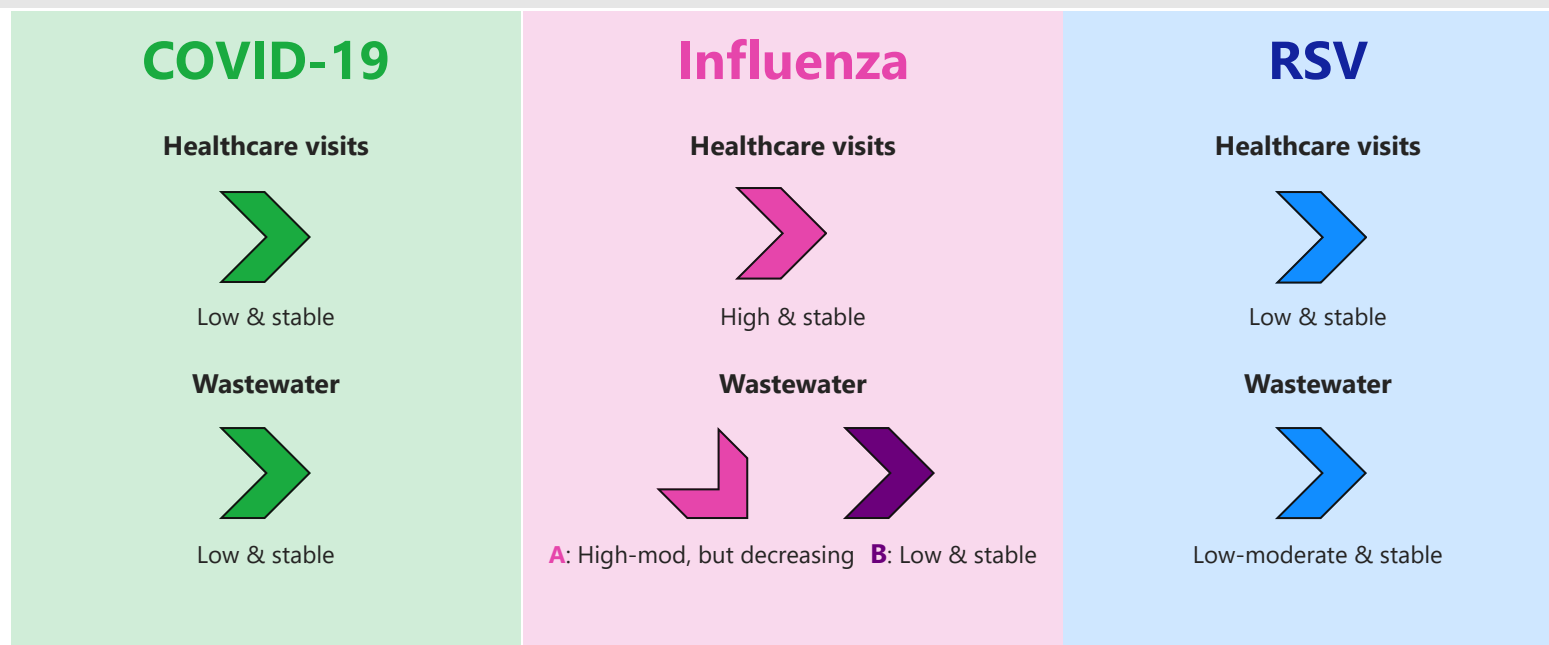 COVID-19
Healthcare visits
Low & stable
Wastewater
Low & stable
Influenza
Healthcare visits
High & stable
Wastewater
A: High-mod, but decreasing B: Low & stable
RSV
Healthcare visits
Low & stable
Wastewater
Low-moderate & stable